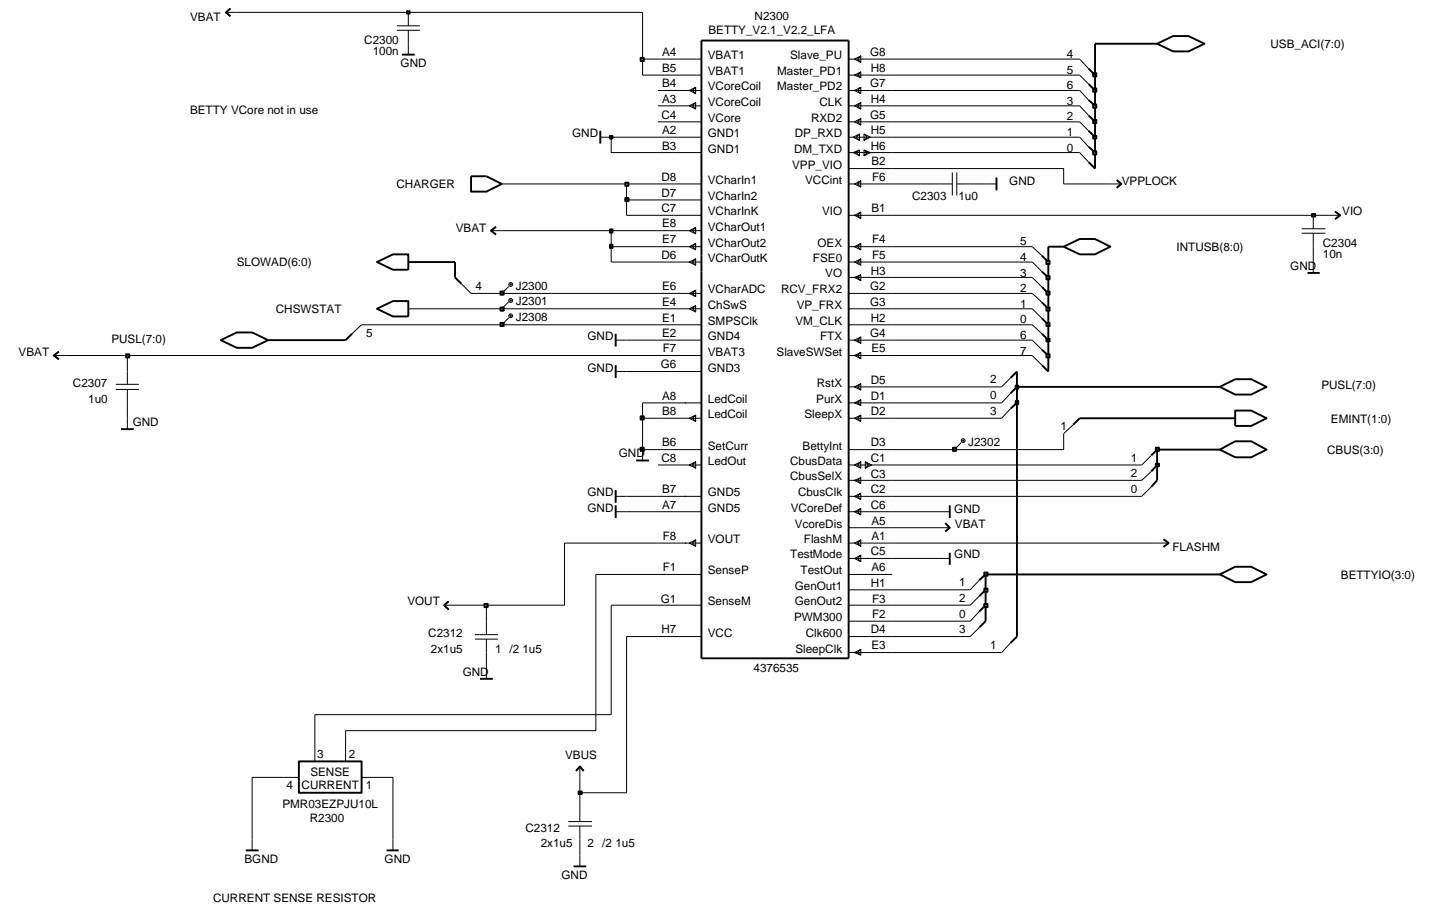 N2300
BETTY_V2.1_V2.2_LFA
VBAT
C2300
100n
GND
BETTY VCore not in use
A4 VBAT1
B5 VBAT1
B4 VCoreCoil
A3 VCoreCoil
C4 VCore
GND A2 GND1
B3 GND1
CHARGER D8 VCharIn1
D7 VCharIn2
C7 VCharInK
VBAT E8 VCharOut1
E7 VCharOut2
D6 VCharOutK
SLOWAD(6:0)
4 J2300 E6 VCharADC
CHSWSTAT J2301 E4 ChSwS
PUSL(7:0) 5 J2308 E1 SMPSClk
GND E2 GND4
VBAT F7 VBAT3
GND G6 GND3
C2307
1u0
GND
A8 LedCoil
B8 LedCoil
GND B6 SetCurr
C8 LedOut
GND B7 GND5
GND A7 GND5
F8 VOUT
F1 SenseP
VOUT G1 SenseM
H7 VCC
C2312
2x1u5 1 /2 1u5
GND
Slave_PU G8 4 USB_ACI(7:0)
Master_PD1 H8 5
Master_PD2 G7 6
CLK H4 3
RXD2 G5 2
DP_RXD H5 1
DM_TXD H6 0
VPP_VIO B2 VPPLOCK
VCCint F6 C2303 1u0 GND
VIO B1 VIO
C2304
10n
GND
OEX F4 5 INTUSB(8:0)
FSE0 F5 4
VO H3 3
RCV_FRX2 G2 2
VP_FRX G3 1
VM_CLK H2 0
FTX G4 6
SlaveSWSet E5 7
RstX D5 2 PUSL(7:0)
PurX D1 0
SleepX D2 3 EMINT(1:0)
1
BettyInt D3 J2302 CBUS(3:0)
CbusData C1 1
CbusSelX C3 2
CbusClk C2 0
VCoreDef C6 GND
VcoreDis A5 VBAT
FlashM A1 FLASHM
TestMode C5 GND
TestOut A6 BETTYIO(3:0)
GenOut1 H1 1
GenOut2 F3 2
PWM300 F2 0
Clk600 D4 3
SleepClk E3 1
4376535
3 2
SENSE
4 CURRENT 1
PMR03EZPJU10L
R2300
BGND GND
VBUS
C2312
2x1u5 2 /2 1u5
GND
CURRENT SENSE RESISTOR